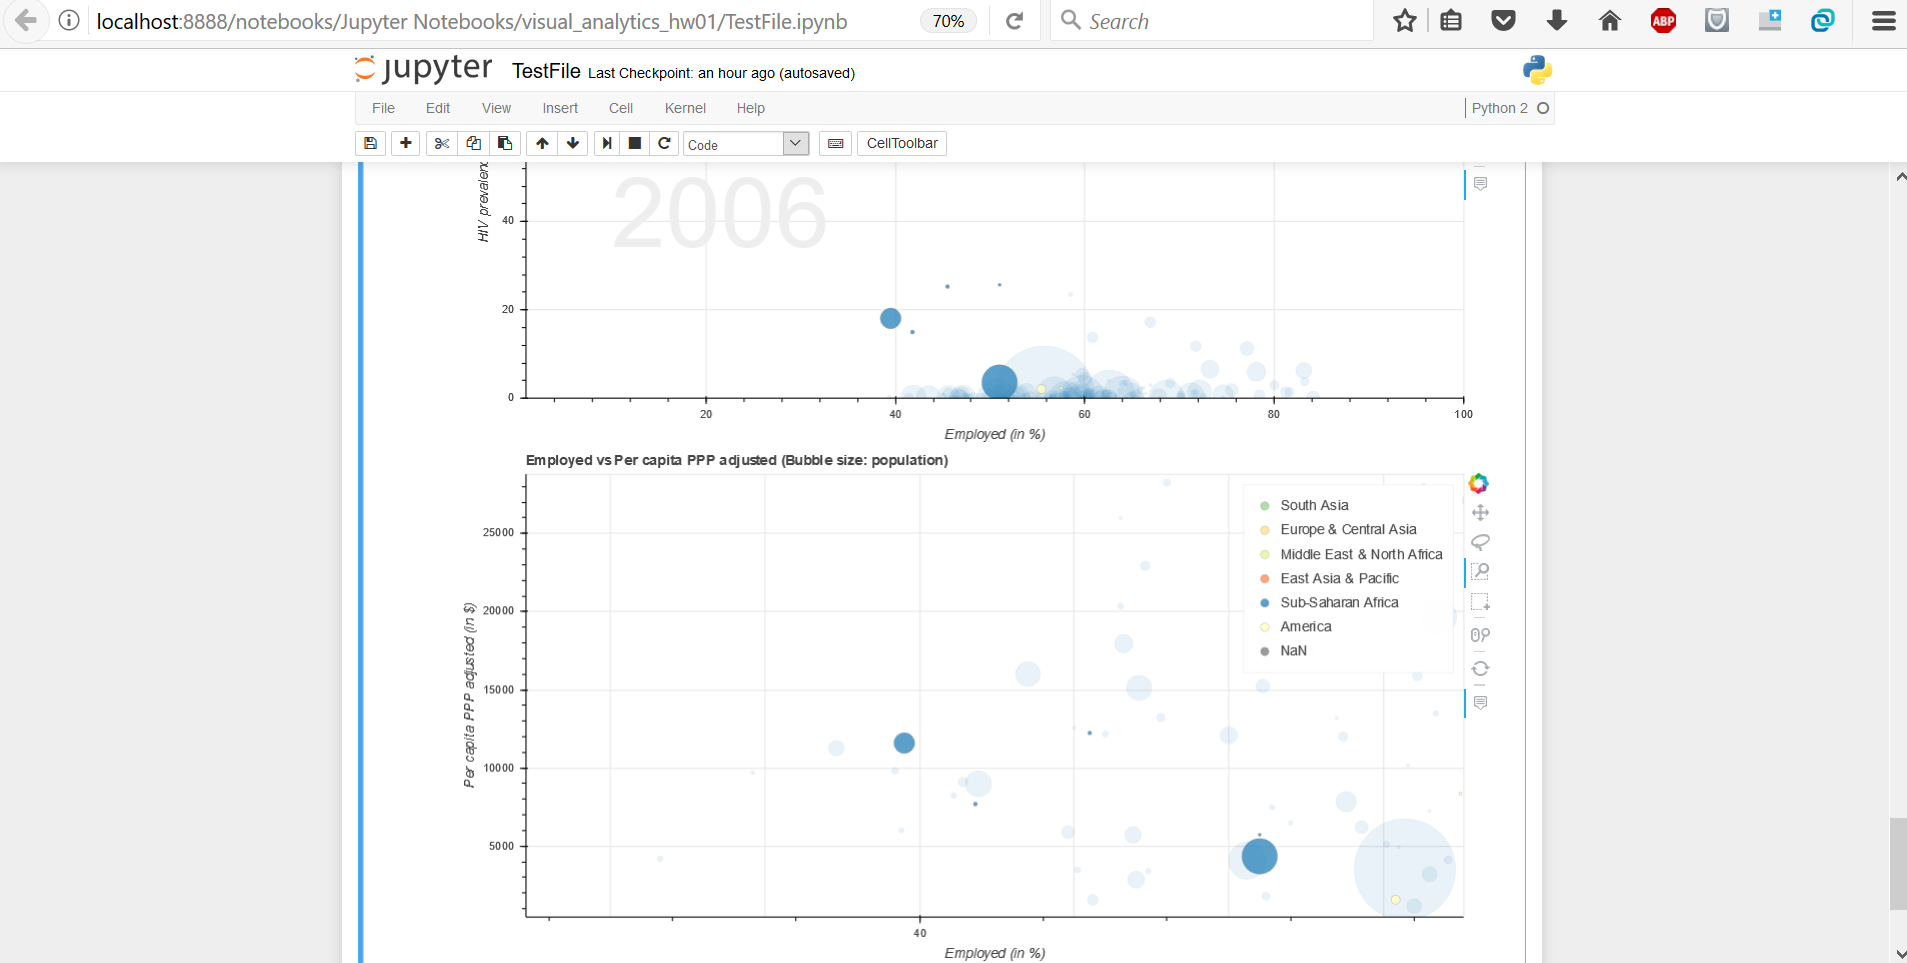 localhost:8888/notebooks/Jupyter Notebooks/visual_analytics_hw01/TestFile.ipynb 70% Search ABP
jupyter TestFile Last Checkpoint: an hour ago (autosaved)
File Edit View Insert Cell Kernel Help Python 2
Code CellToolbar
2006
HIV prevalenc
40
20
0
20 40 60 80 100
Employed (in %)
Employed vs Per capita PPP adjusted (Bubble size: population)
South Asia
Europe & Central Asia
Middle East & North Africa
East Asia & Pacific
Sub-Saharan Africa
America
NaN
Per capita PPP adjusted (in $)
25000
20000
15000
10000
5000
40
Employed (in %)